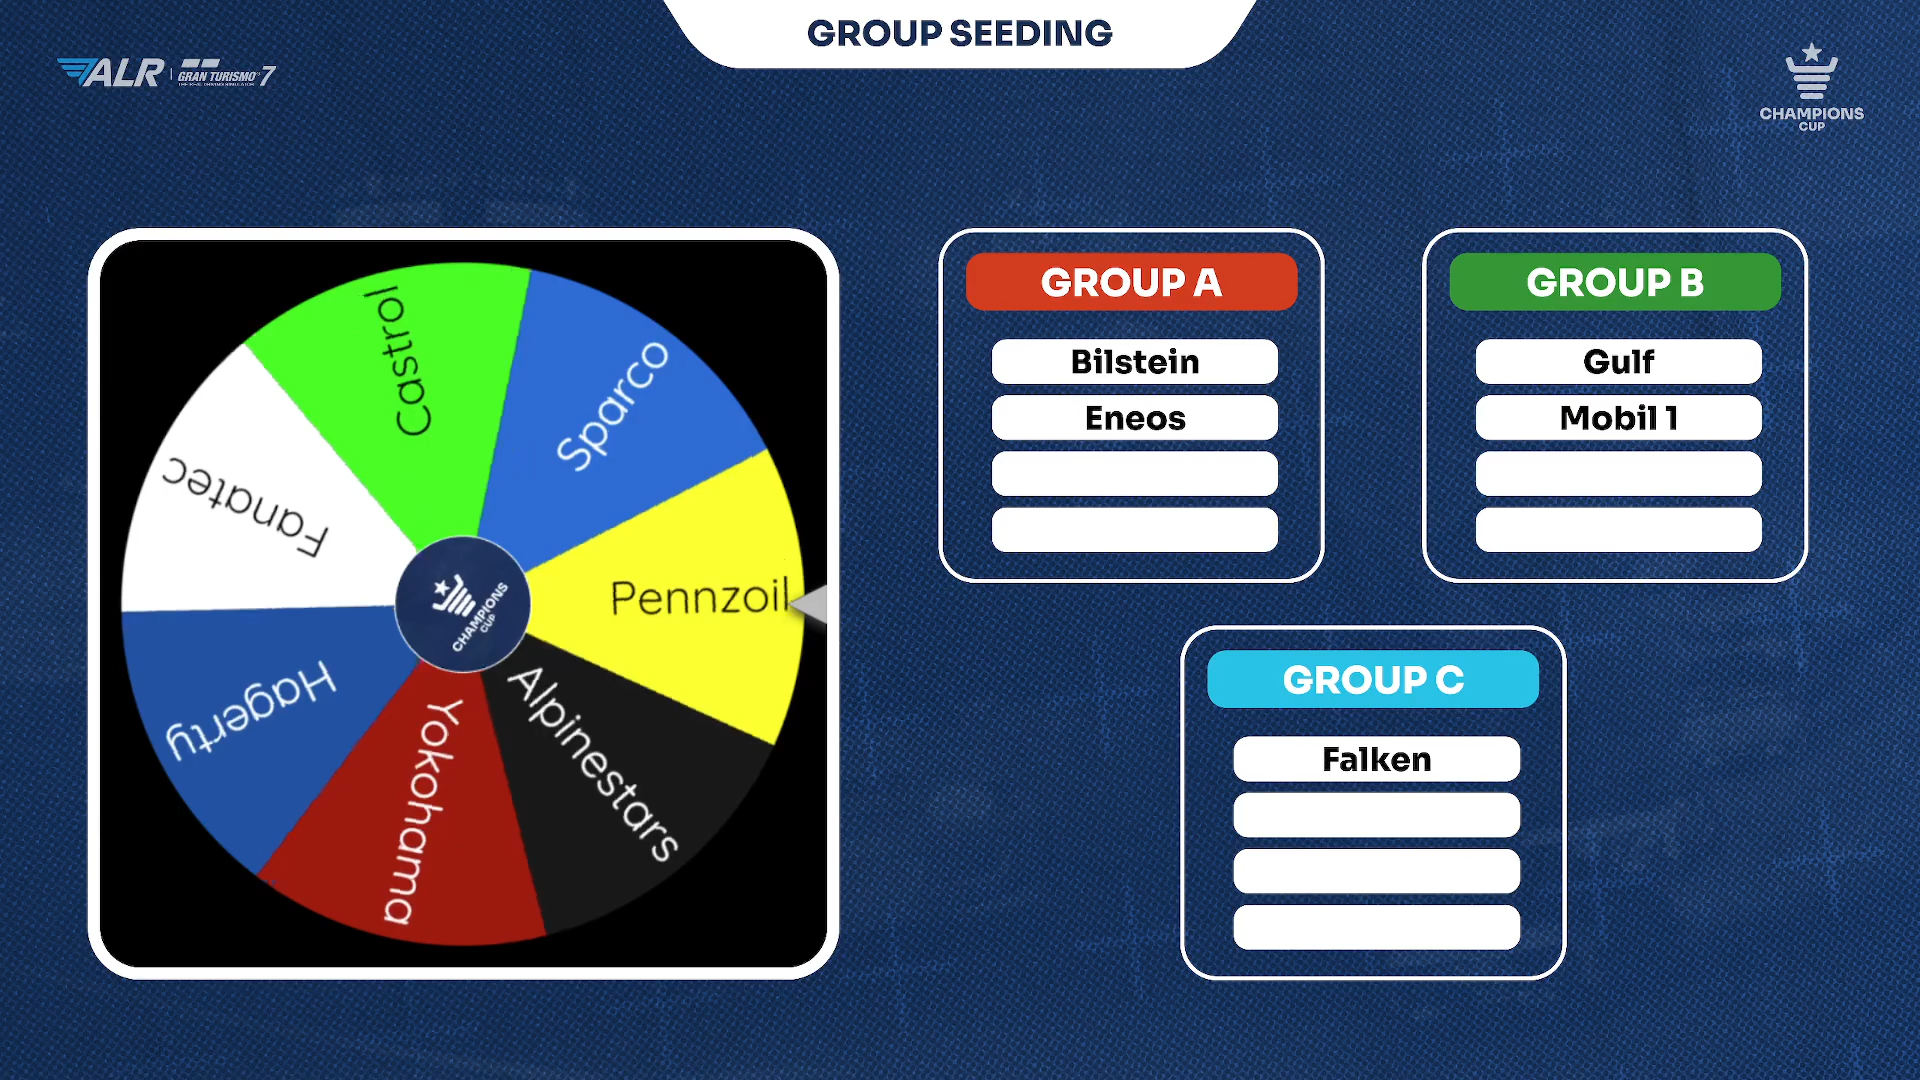 GROUP SEEDING
ALR
GRAN TURISMO 7
CHAMPIONS
CUP
Castrol
Sparco
Pennzoil
Alpinestars
Yokohama
Hagerty
Fanatec
CHAMPIONS
CUP
GROUP A
Bilstein
Eneos
GROUP B
Gulf
Mobil 1
GROUP C
Falken